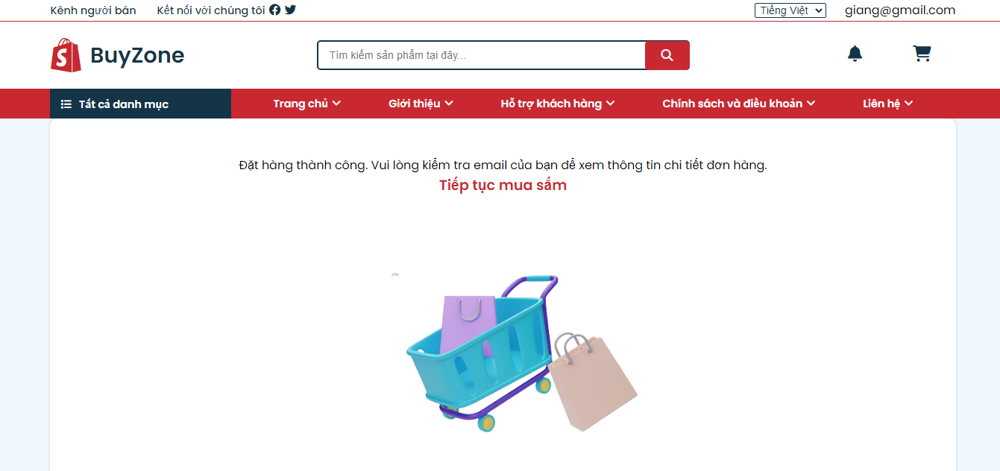 Kênh người bán Kết nối với chúng tôi Tiếng Việt giang@gmail.com
S BuyZone Tìm kiếm sản phẩm tại đây...
Tất cả danh mục Trang chủ Giới thiệu Hỗ trợ khách hàng Chính sách và điều khoản Liên hệ
Đặt hàng thành công. Vui lòng kiểm tra email của bạn để xem thông tin chi tiết đơn hàng.
Tiếp tục mua sắm